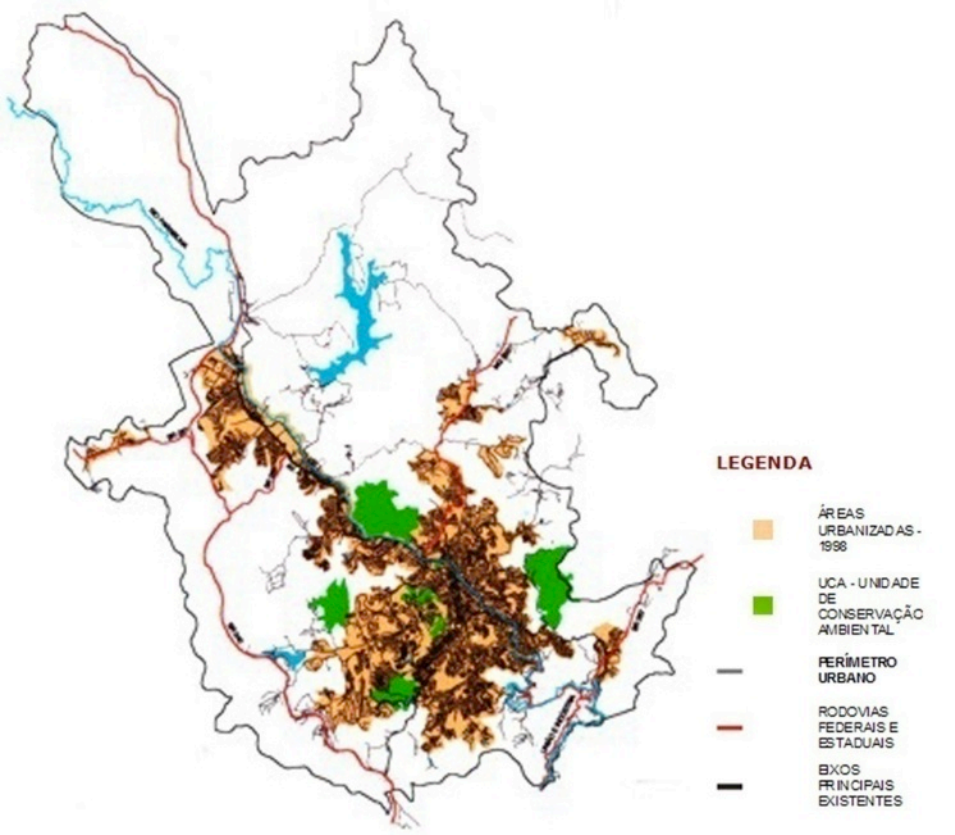 LEGENDA
ÁREAS
URBANIZADAS -
1998
UCA - UNIDADE
DE
CONSERVAÇÃO
AMBIENTAL
PERÍMETRO
URBANO
RODOVIAS
FEDERAIS E
ESTADUAIS
EIXOS
PRINCIPAIS
EXISTENTES